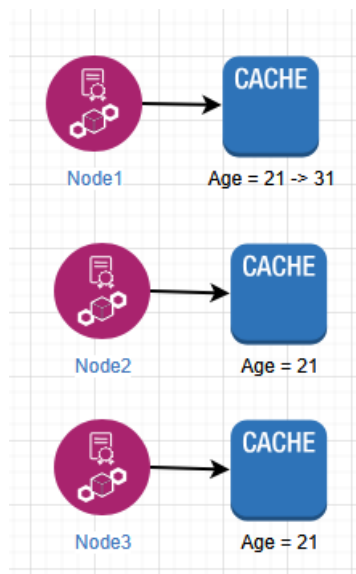 CACHE
Node1
Age = 21 -> 31
CACHE
Node2
Age = 21
CACHE
Node3
Age = 21